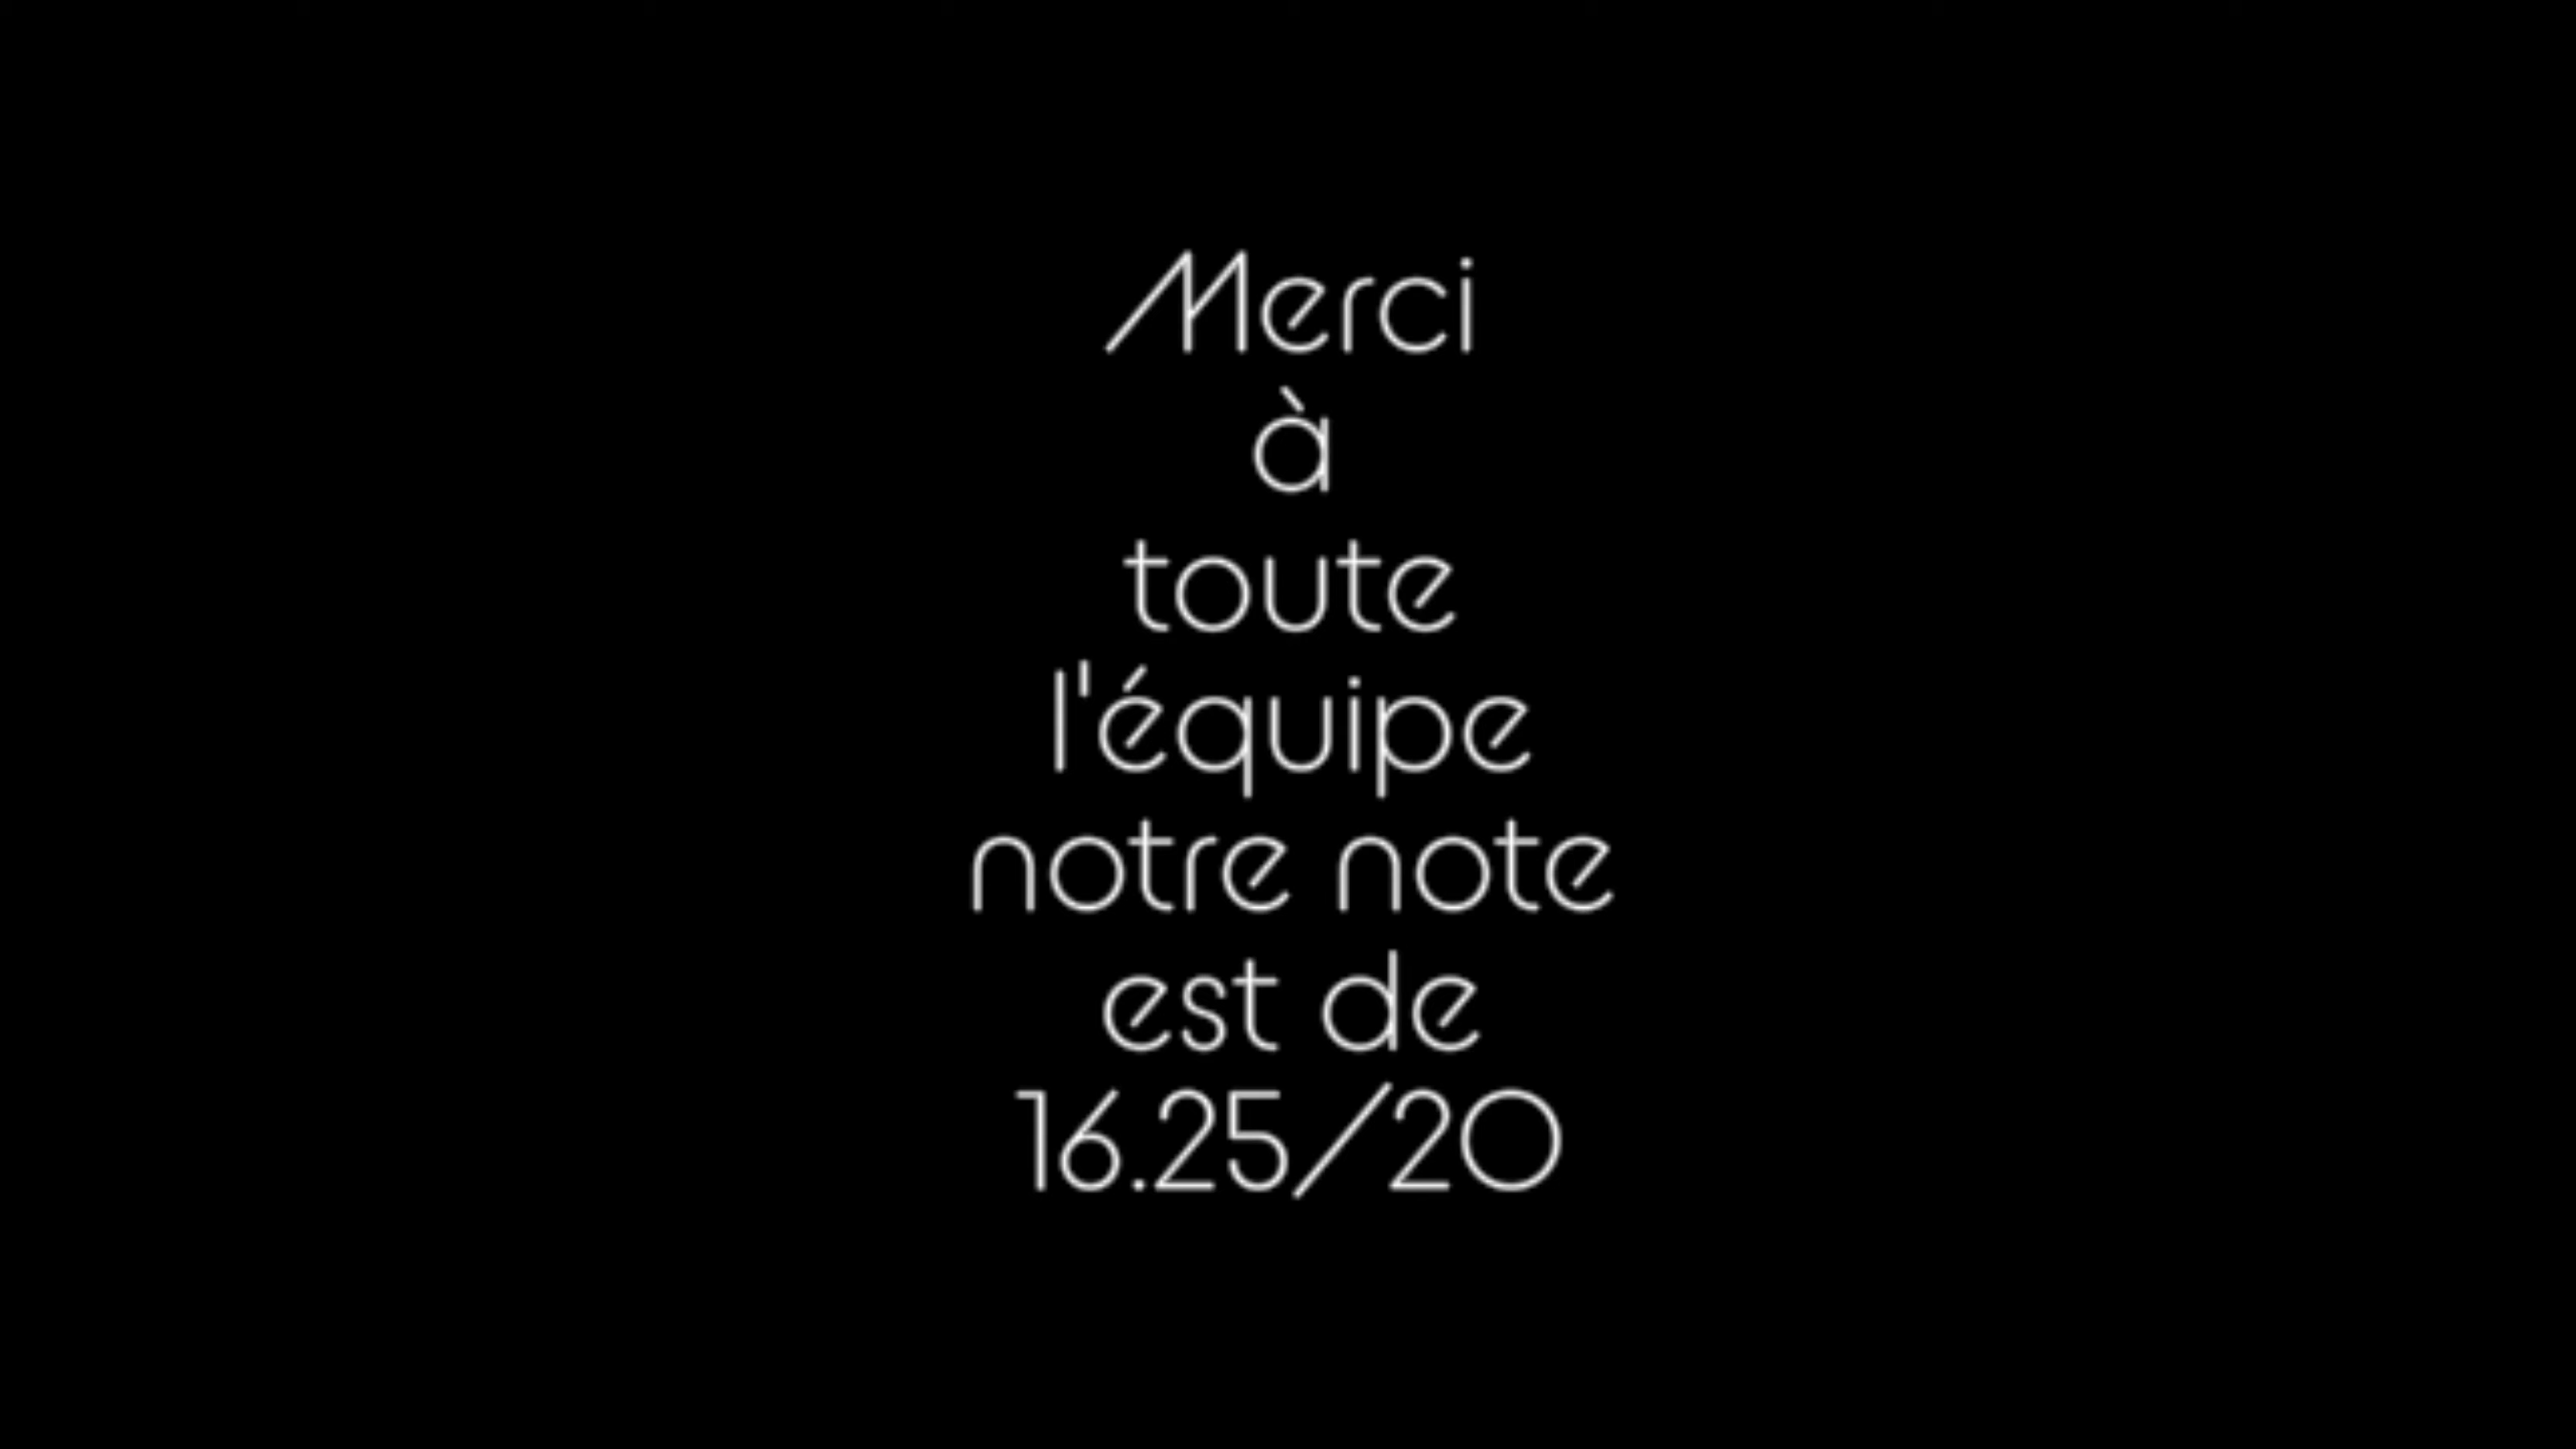 Merci
à
toute
l'équipe
notre note
est de
16.25/20